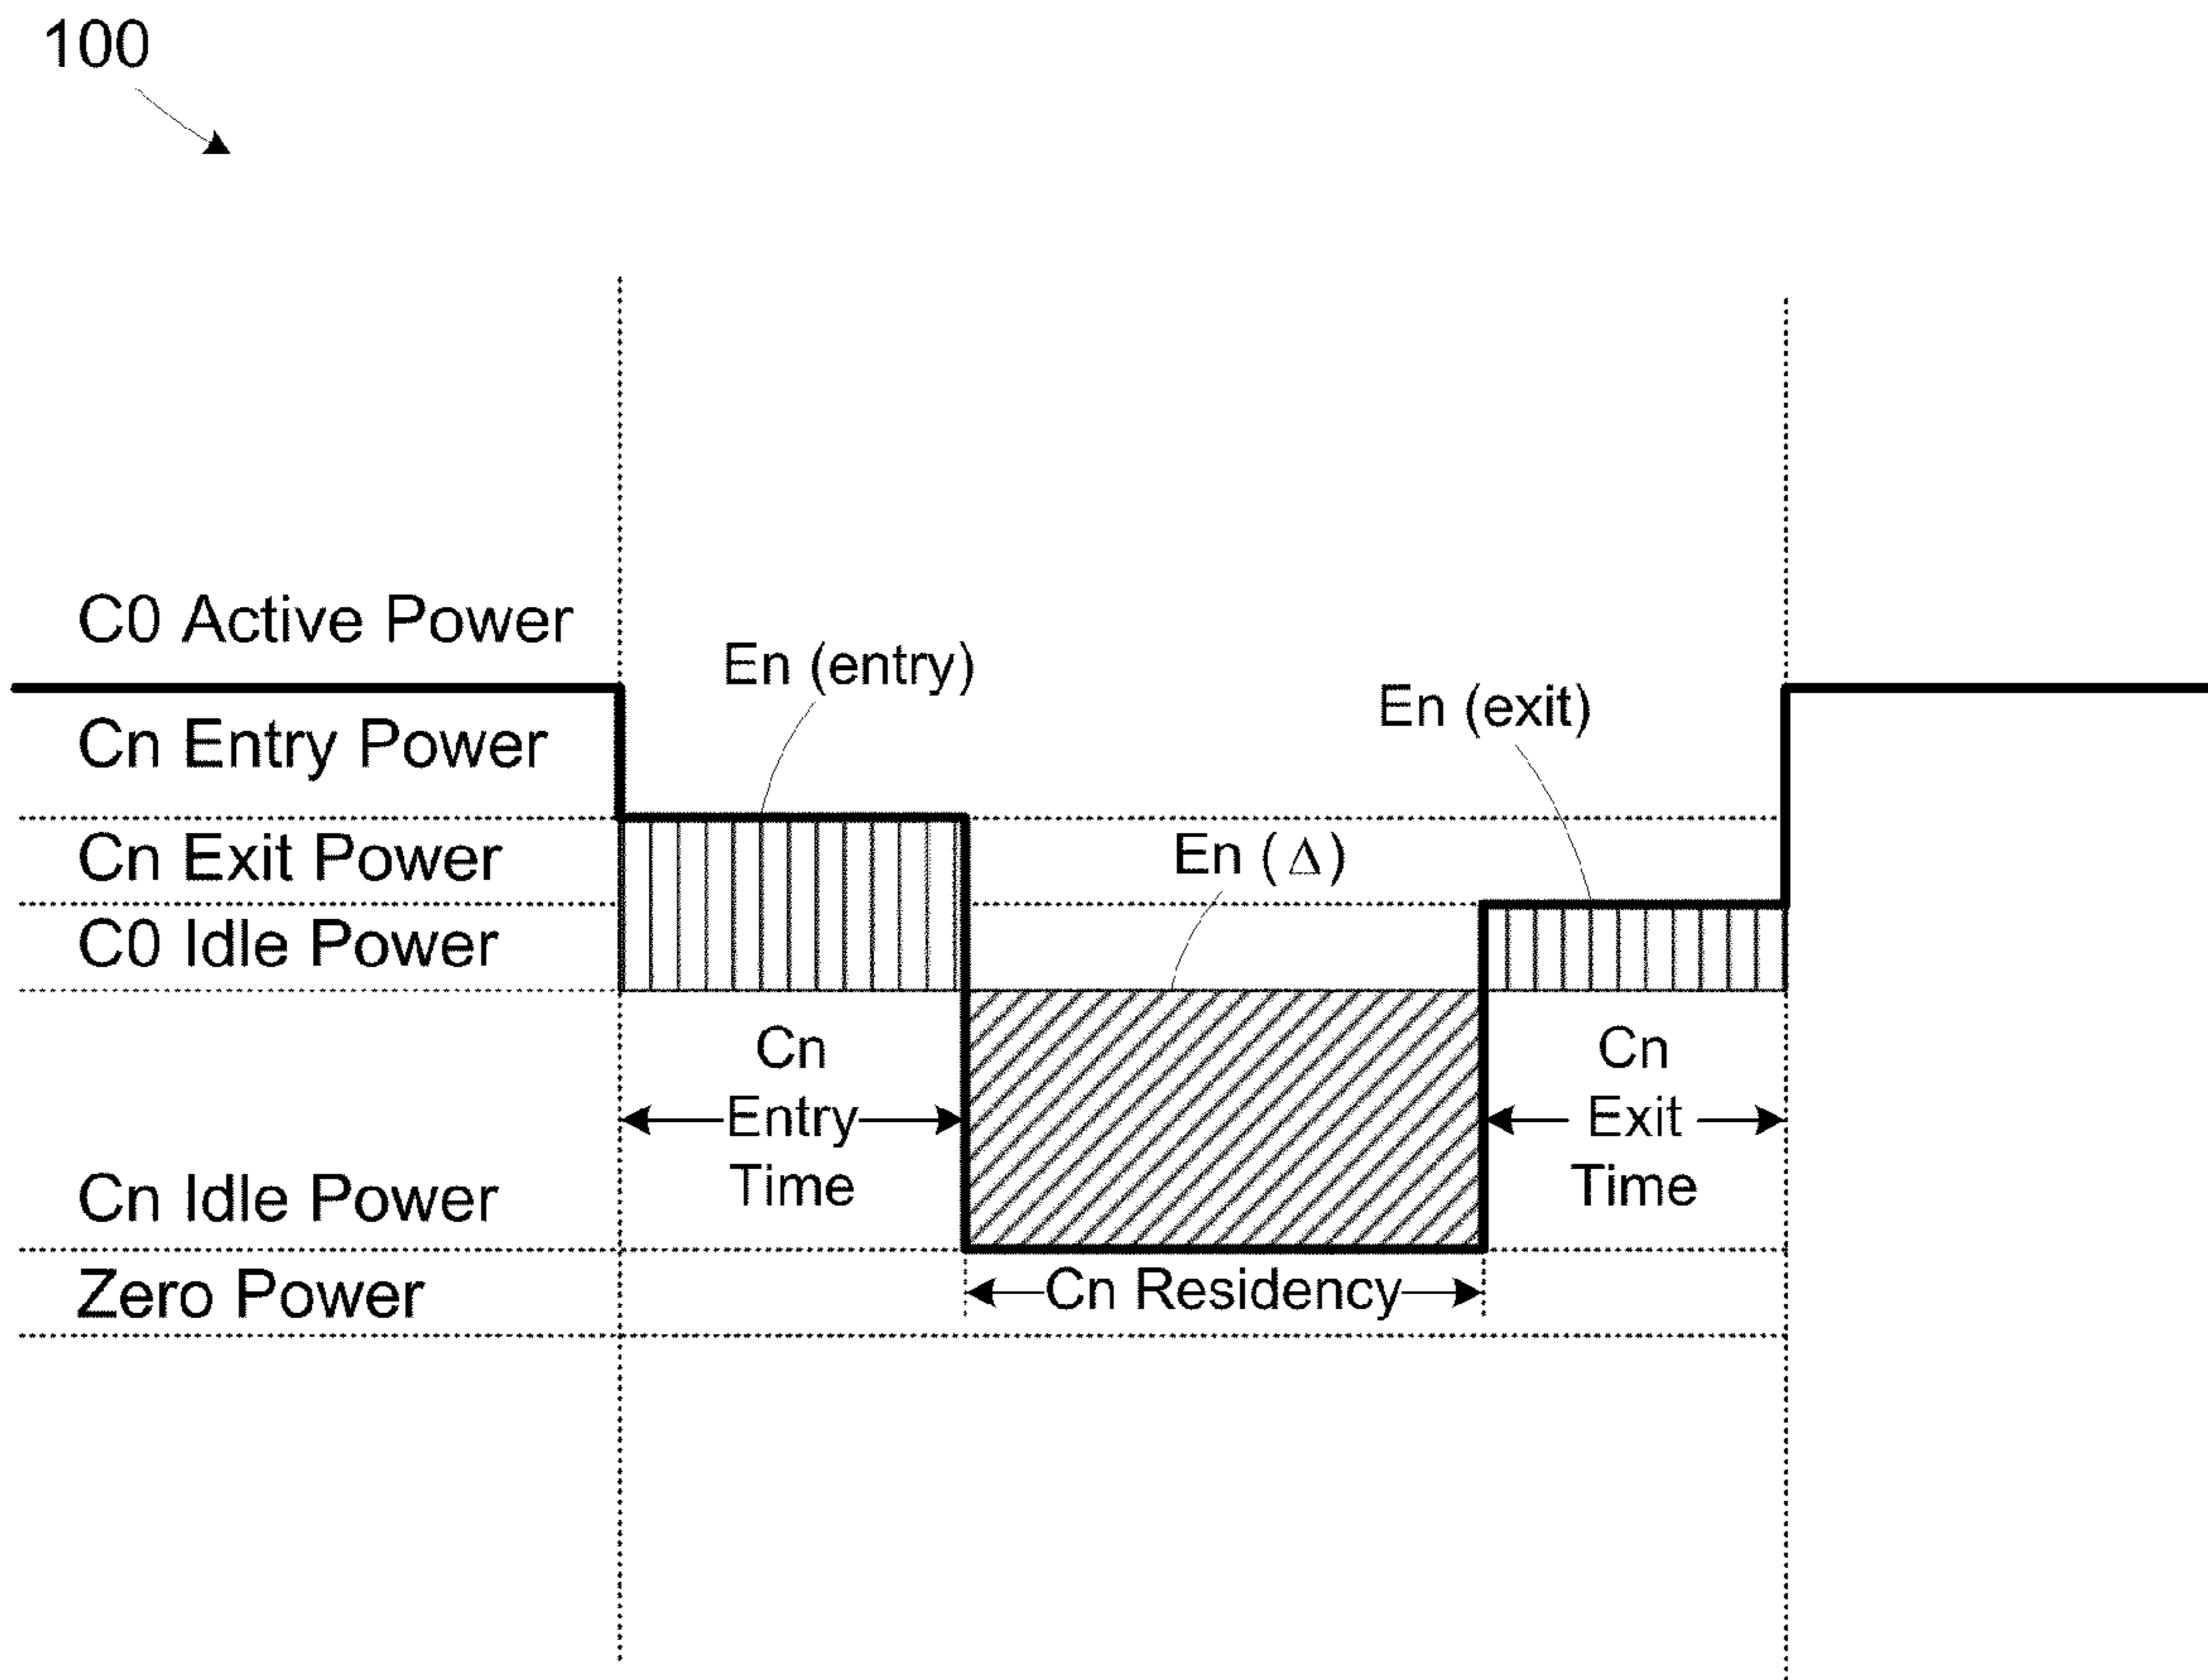 100
C0 Active Power
En (entry)
En (exit)
Cn Entry Power
Cn Exit Power
En (Δ)
C0 Idle Power
Cn
Entry
Time
Cn
Exit
Time
Cn Idle Power
Cn Residency
Zero Power